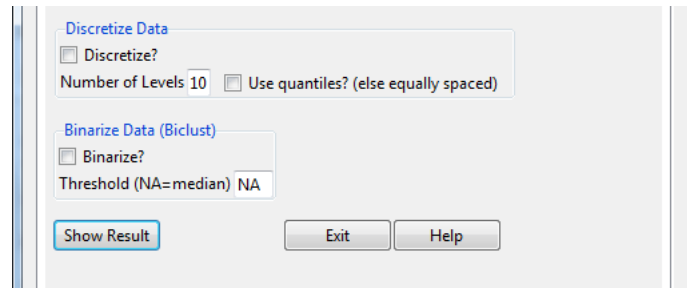 Discretize Data
Discretize?
Number of Levels 10 Use quantiles? (else equally spaced)
Binarize Data (Biclust)
Binarize?
Threshold (NA=median) NA
Show Result Exit Help